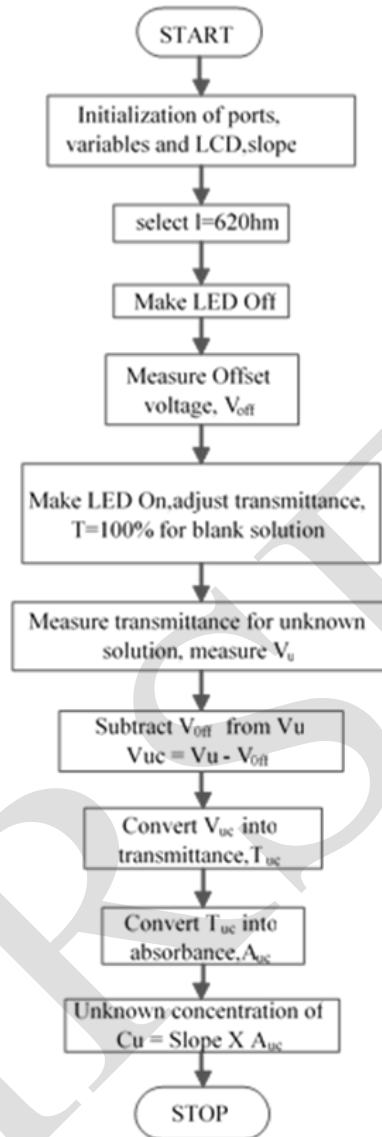 START
Initialization of ports,
variables and LCD,slope
select l=620hm
Make LED Off
Measure Offset
voltage, Voff
Make LED On,adjust transmittance,
T=100% for blank solution
Measure transmittance for unknown
solution, measure Vu
Subtract VOff from Vu
Vuc = Vu - VOff
Convert Vuc into
transmittance,Tuc
Convert Tuc into
absorbance,Auc
Unknown concentration of
Cu = Slope X Auc
STOP